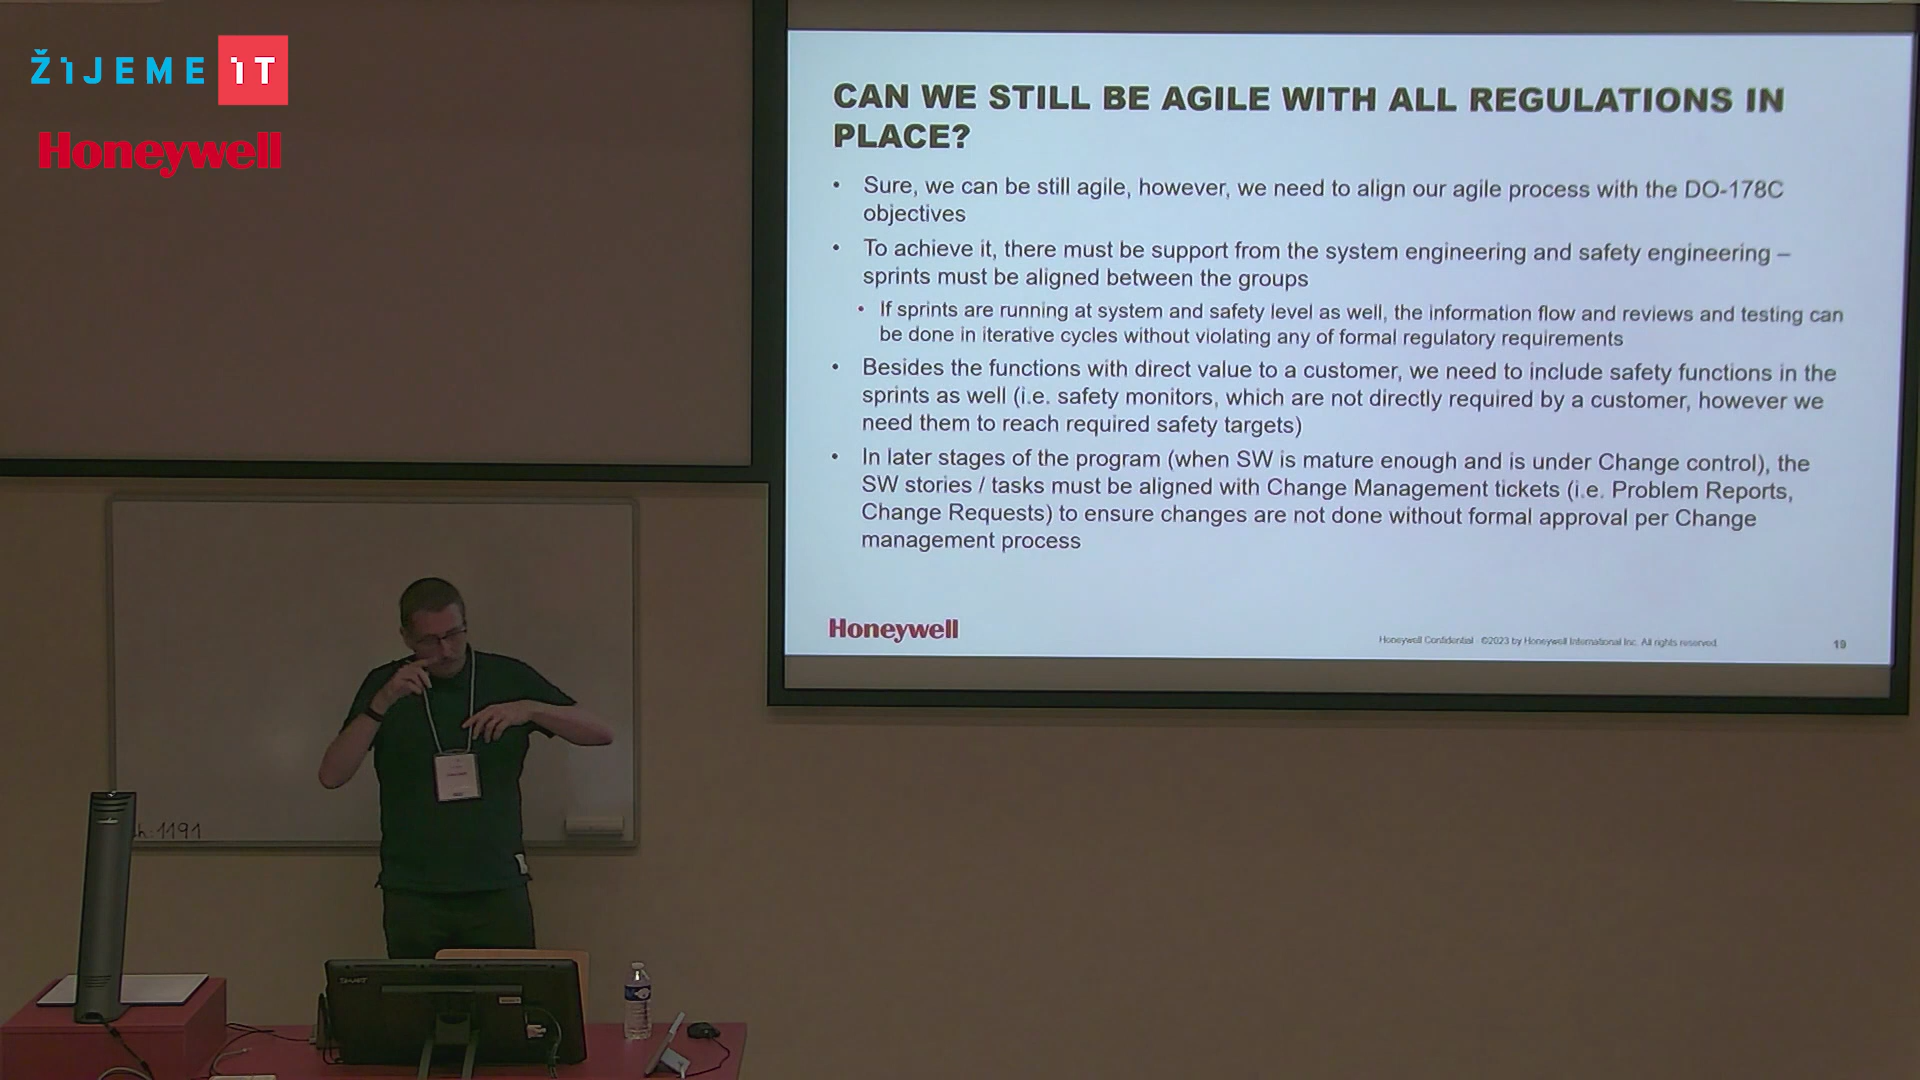 ŽIJEME IT
Honeywell
CAN WE STILL BE AGILE WITH ALL REGULATIONS IN
PLACE?
• Sure, we can be still agile, however, we need to align our agile process with the DO-178C
objectives
• To achieve it, there must be support from the system engineering and safety engineering –
sprints must be aligned between the groups
• If sprints are running at system and safety level as well, the information flow and reviews and testing can
be done in iterative cycles without violating any of formal regulatory requirements
• Besides the functions with direct value to a customer, we need to include safety functions in the
sprints as well (i.e. safety monitors, which are not directly required by a customer, however we
need them to reach required safety targets)
• In later stages of the program (when SW is mature enough and is under Change control), the
SW stories / tasks must be aligned with Change Management tickets (i.e. Problem Reports,
Change Requests) to ensure changes are not done without formal approval per Change
management process
Honeywell
Honeywell Confidential - ©2023 by Honeywell International Inc. All rights reserved.
19
1191